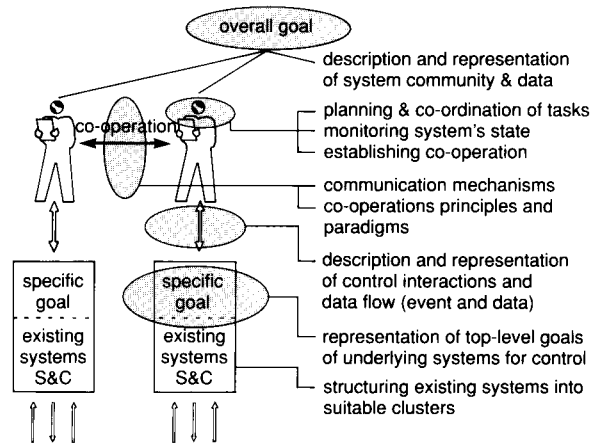 overall goal
description and representation
of system community & data
co-operation
planning & co-ordination of tasks
monitoring system's state
establishing co-operation
communication mechanisms
co-operations principles and
paradigms
description and representation
of control interactions and
data flow (event and data)
specific
goal
existing
systems
S&C
specific
goal
existing
systems
S&C
representation of top-level goals
of underlying systems for control
structuring existing systems into
suitable clusters